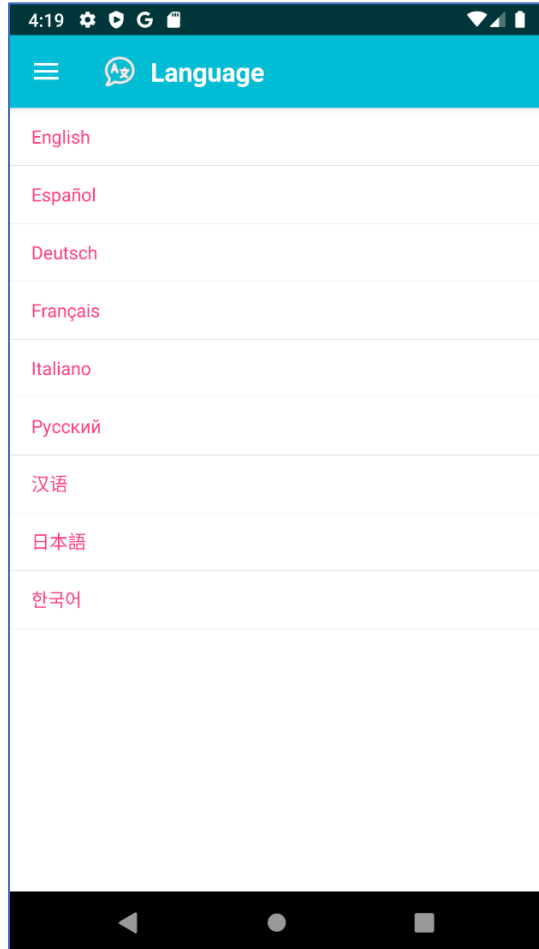 4:19 G
Language
English
Español
Deutsch
Français
Italiano
Русский
汉语
日本語
한국어